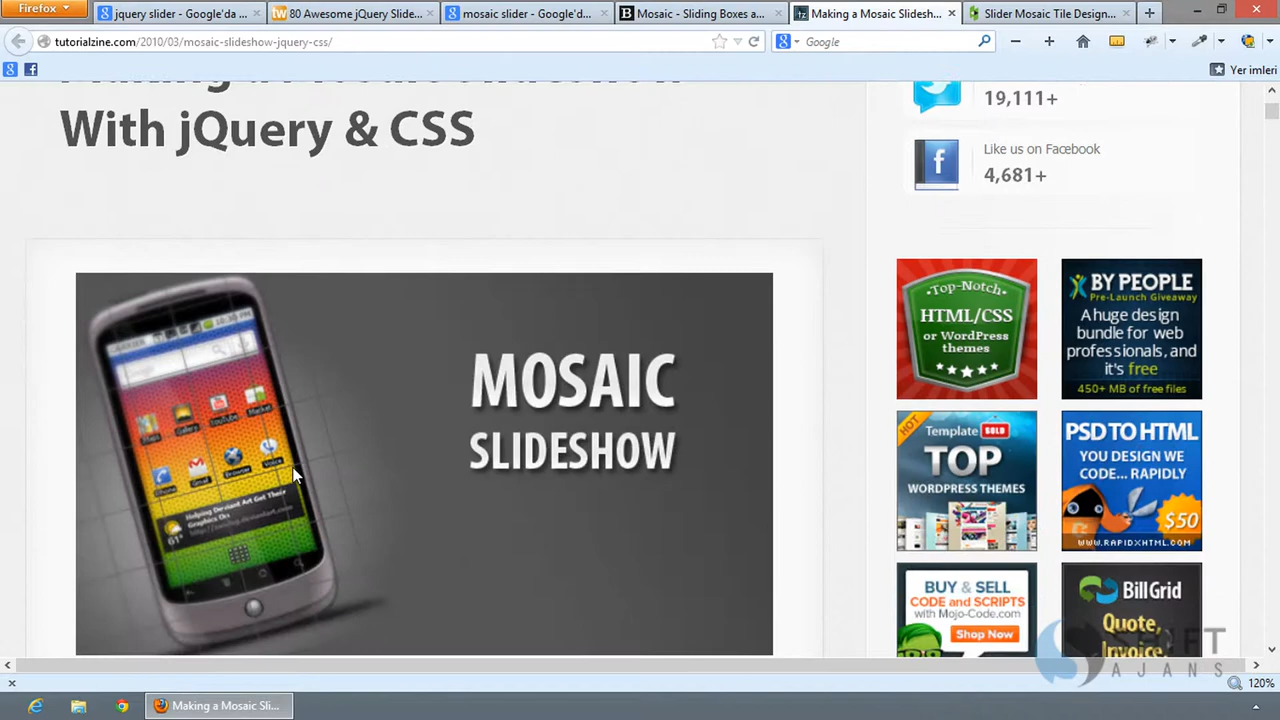 Firefox
jquery slider - Google'da ...
80 Awesome jQuery Slide...
mosaic slider - Google'd...
Mosaic - Sliding Boxes a...
Making a Mosaic Slidesh...
Slider Mosaic Tile Design...
tutorialzine.com/2010/03/mosaic-slideshow-jquery-css/
Google
Yer imleri
With jQuery & CSS
19,111+
Like us on Facebook
4,681+
MOSAIC
SLIDESHOW
Top-Notch
HTML/CSS
or WordPress
themes
BY PEOPLE
Pre-Launch Giveaway
A huge design
bundle for web
professionals, and
it's free
450+ MB of free files
HOT
Template SOLD
TOP
WORDPRESS THEMES
PSD TO HTML
YOU DESIGN WE
CODE... RAPIDLY
$50
WWW.RAPIDXHTML.COM
BUY & SELL
CODE and SCRIPTS
with Mojo-Code.com
Shop Now
BillGrid
Quote,
Invoice,
AJANS
120%
Making a Mosaic Sli...